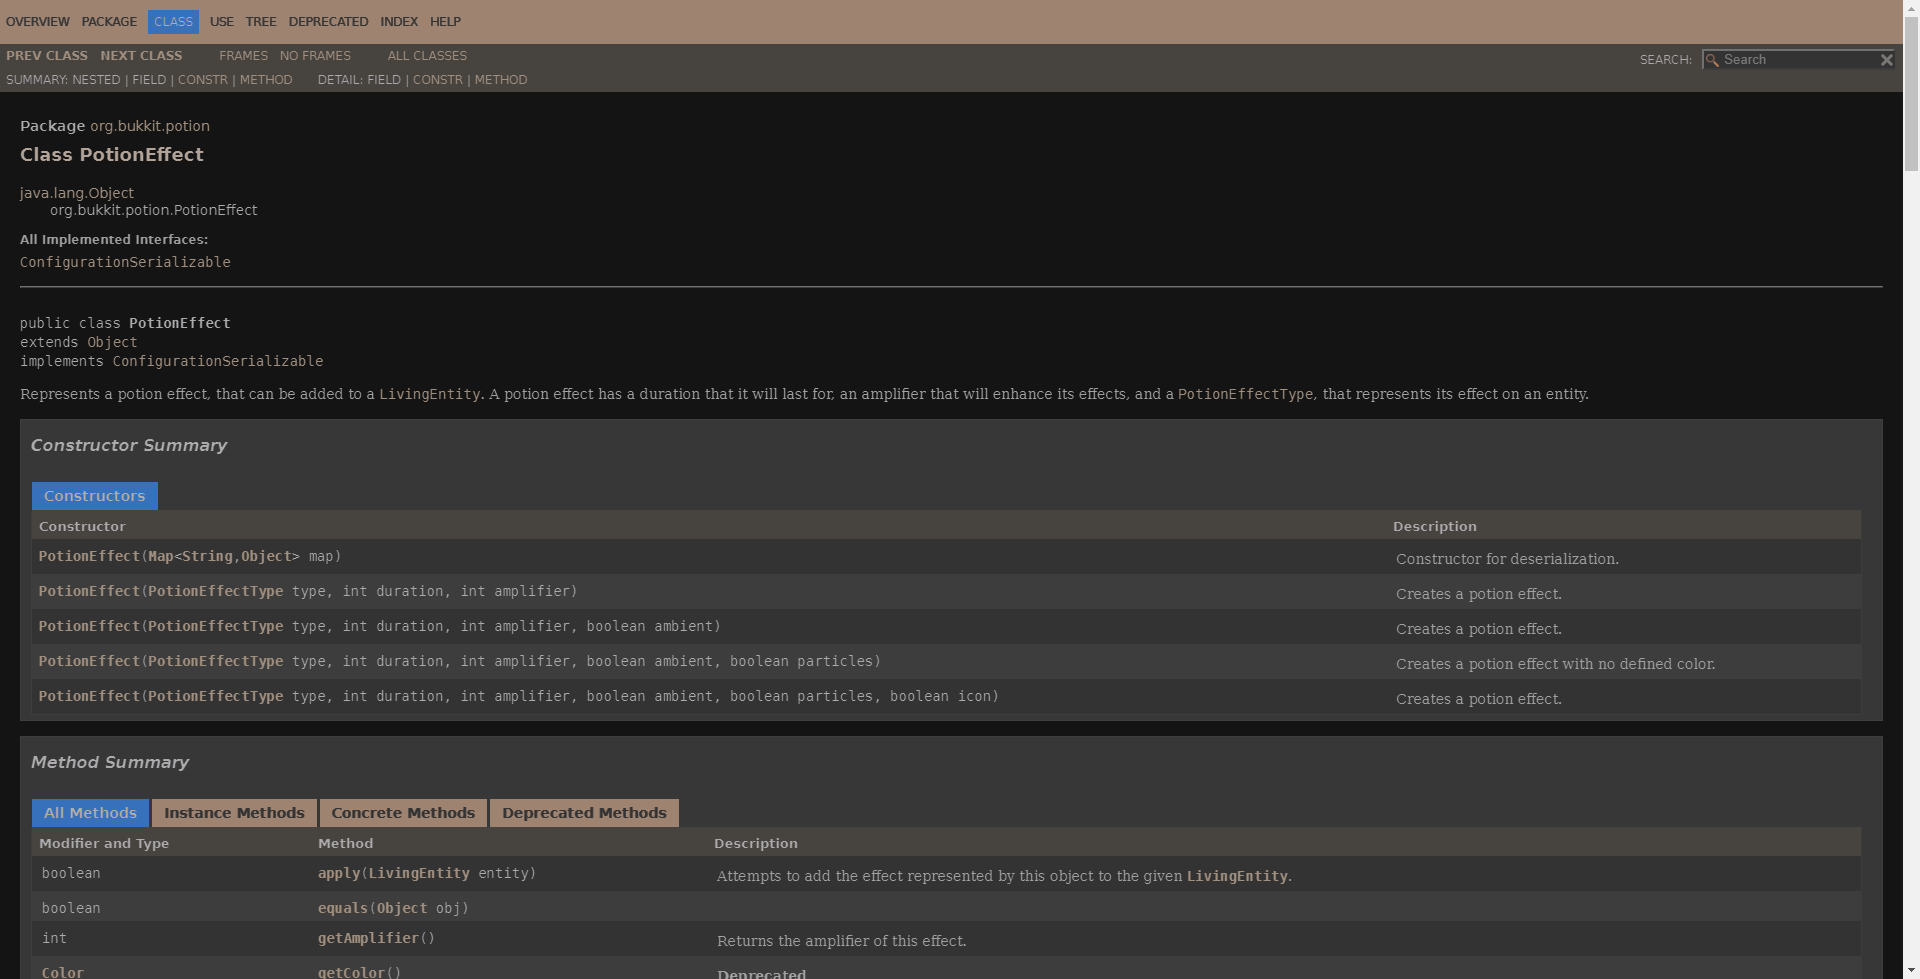 OVERVIEW PACKAGE CLASS USE TREE DEPRECATED INDEX HELP
PREV CLASS NEXT CLASS FRAMES NO FRAMES ALL CLASSES
SEARCH: Search
SUMMARY: NESTED | FIELD | CONSTR | METHOD DETAIL: FIELD | CONSTR | METHOD
Package org.bukkit.potion
Class PotionEffect
java.lang.Object
org.bukkit.potion.PotionEffect
All Implemented Interfaces:
ConfigurationSerializable
public class PotionEffect
extends Object
implements ConfigurationSerializable
Represents a potion effect, that can be added to a LivingEntity. A potion effect has a duration that it will last for, an amplifier that will enhance its effects, and a PotionEffectType, that represents its effect on an entity.
Constructor Summary
Constructors
Constructor Description
PotionEffect(Map<String,Object> map) Constructor for deserialization.
PotionEffect(PotionEffectType type, int duration, int amplifier) Creates a potion effect.
PotionEffect(PotionEffectType type, int duration, int amplifier, boolean ambient) Creates a potion effect.
PotionEffect(PotionEffectType type, int duration, int amplifier, boolean ambient, boolean particles) Creates a potion effect with no defined color.
PotionEffect(PotionEffectType type, int duration, int amplifier, boolean ambient, boolean particles, boolean icon) Creates a potion effect.
Method Summary
All Methods Instance Methods Concrete Methods Deprecated Methods
Modifier and Type Method Description
boolean apply(LivingEntity entity) Attempts to add the effect represented by this object to the given LivingEntity.
boolean equals(Object obj)
int getAmplifier() Returns the amplifier of this effect.
Color getColor() Deprecated